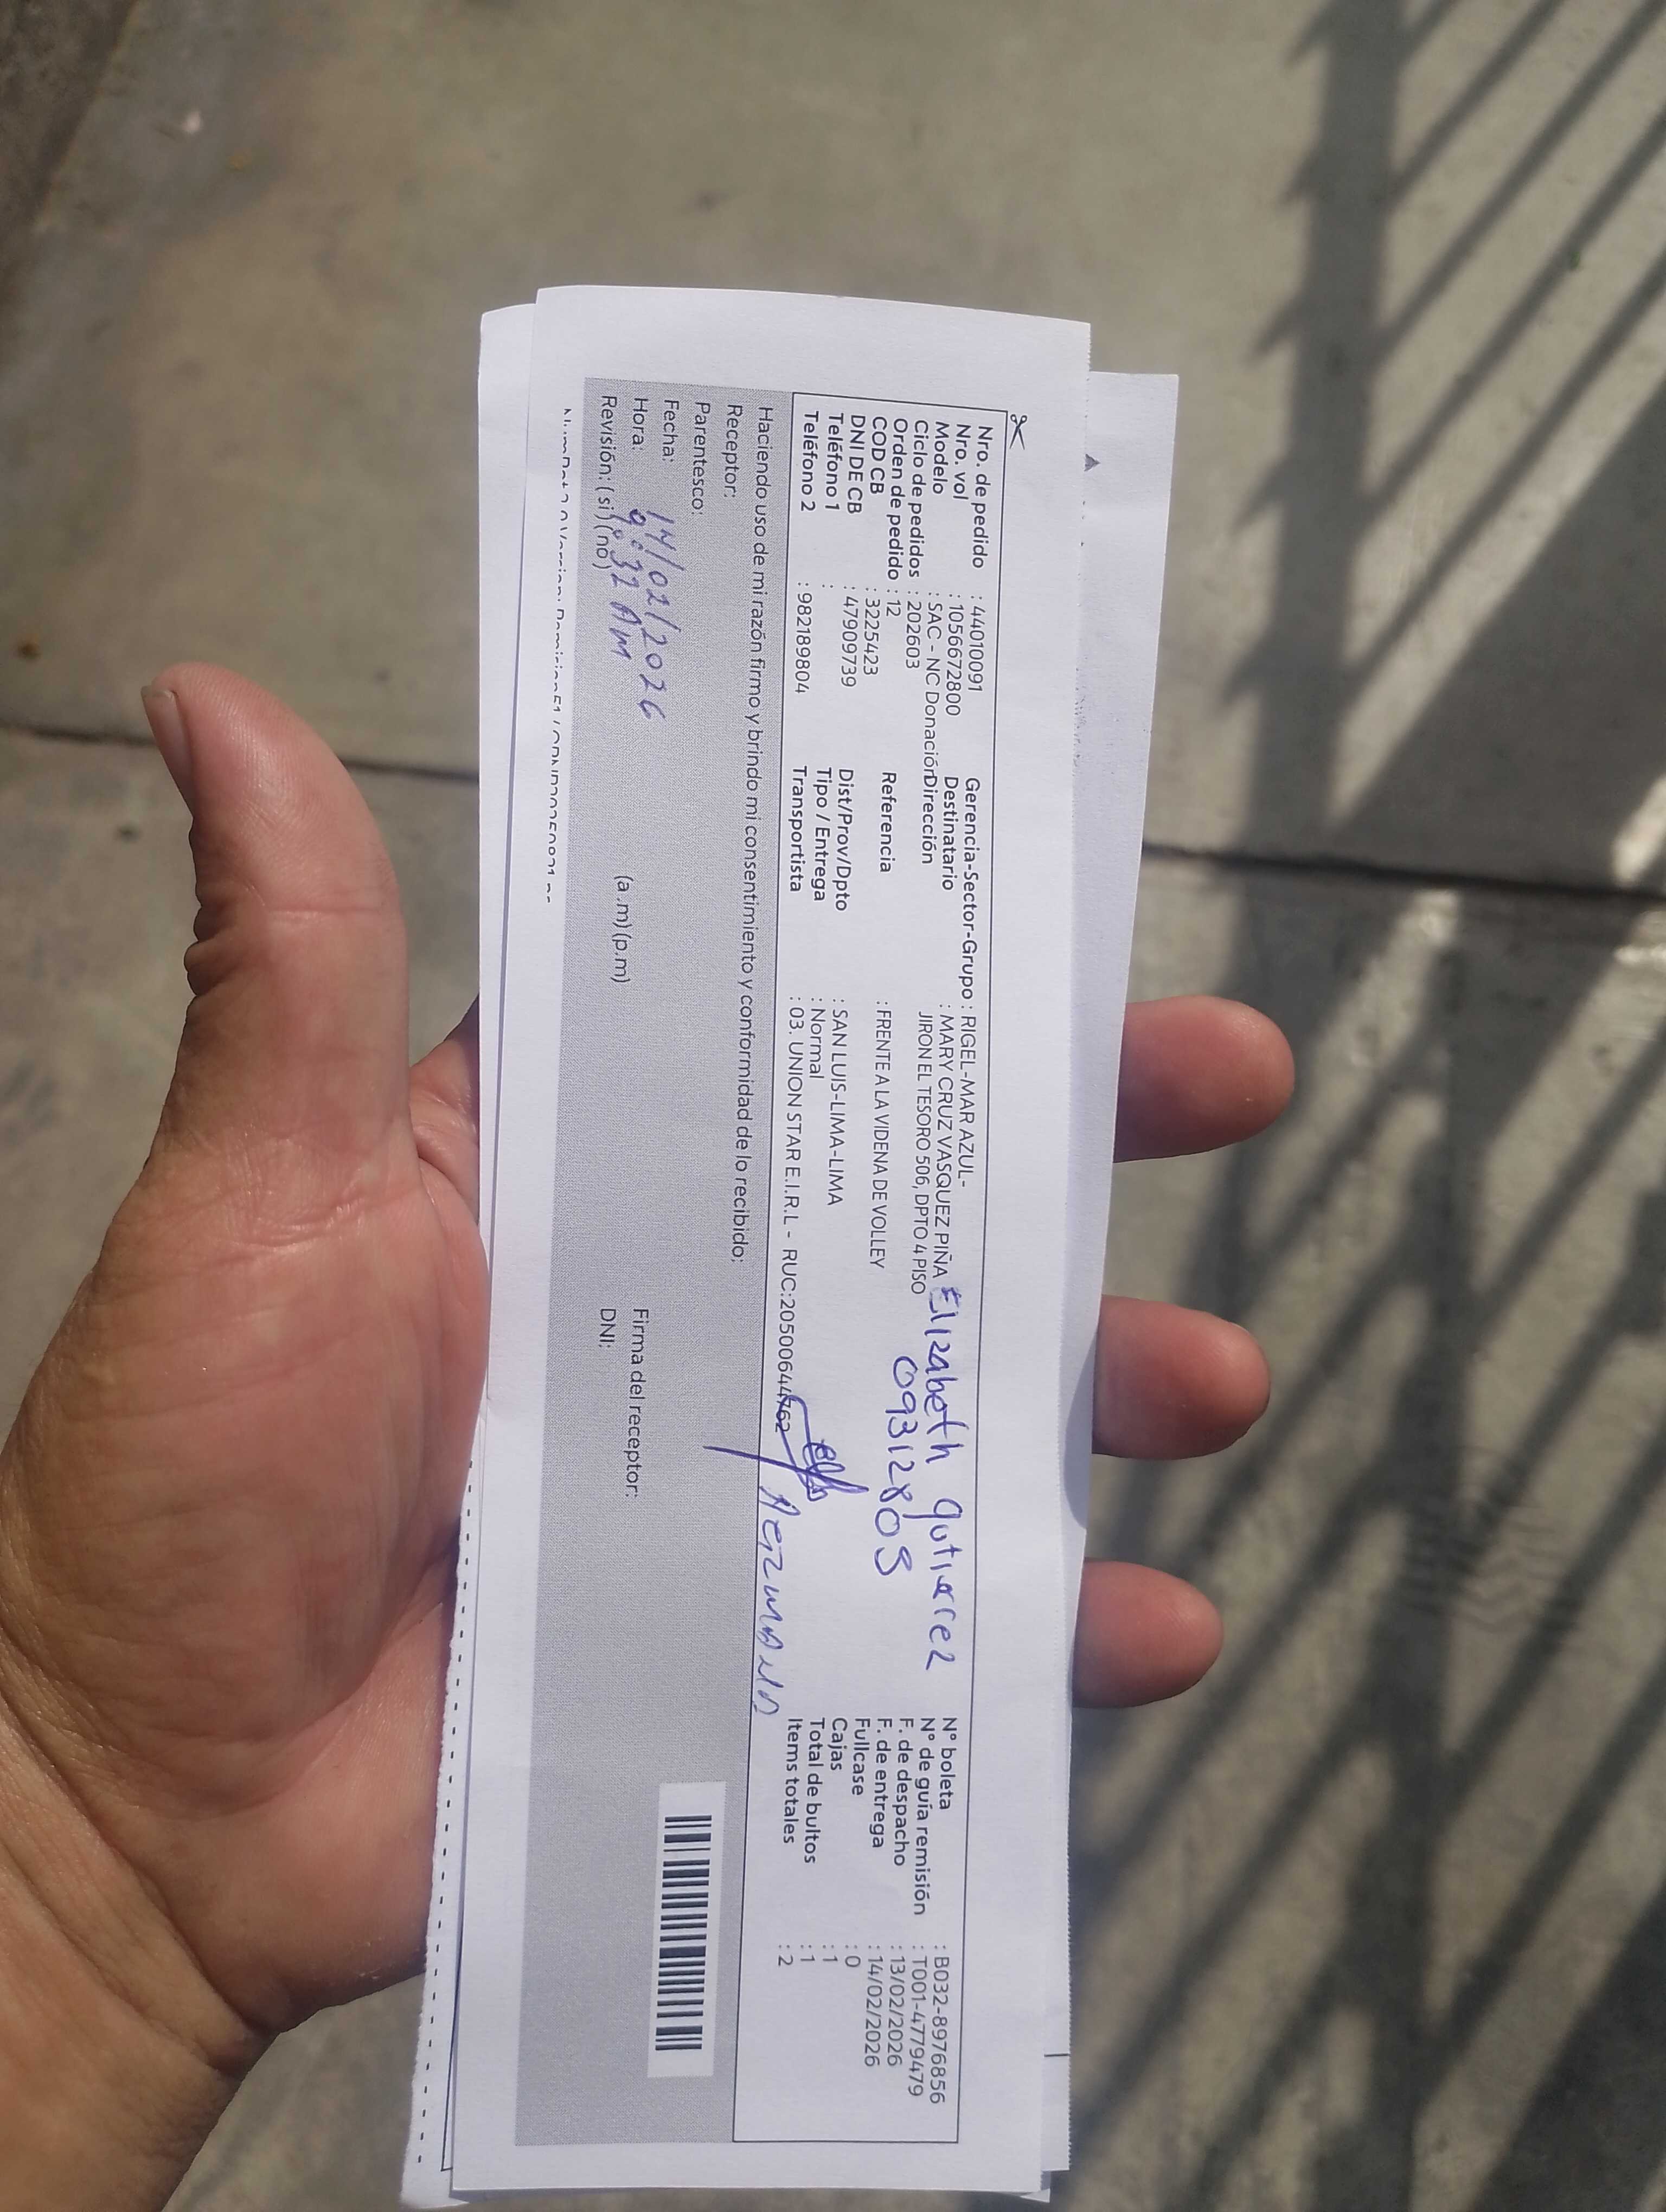 Nro. de pedido : 44010091
Nro. vol : 1056672800
Modelo : SAC - NC Donación
Ciclo de pedidos : 202603
Orden de pedido : 12
COD CB : 3225423
DNI DE CB : 47909739
Teléfono 1 :
Teléfono 2 : 982189804
Gerencia-Sector-Grupo : RIGEL-MAR AZUL-
Destinatario : MARY CRUZ VASQUEZ PIÑA
Dirección JIRON EL TESORO 506, DPTO 4 PISO
Referencia : FRENTE A LA VIDENA DE VOLLEY
Dist/Prov/Dpto : SAN LUIS-LIMA-LIMA
Tipo / Entrega : Normal
Transportista : 03. UNION STAR E.I.R.L - RUC:20500644762
Elizabeth Gutierrez
09312805
N° boleta : B032-8976856
N° de guía remisión : T001-4779479
F. de despacho : 13/02/2026
F. de entrega : 14/02/2026
Fullcase : 0
Cajas : 1
Total de bultos : 1
Items totales : 2
Haciendo uso de mi razón firmo y brindo mi consentimiento y conformidad de lo recibido;
Receptor:
Parentesco:
Fecha: 14/02/2026
Hora: 9:32 AM (a .m) (p.m)
Revisión: ( si) ( no )
Firma del receptor:
DNI: